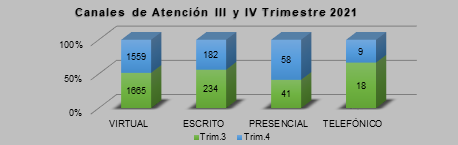 Canales de Atención III y IV Trimestre 2021
100%
1559 182 58 9
50%
1665 234 41 18
0%
VIRTUAL ESCRITO PRESENCIAL TELEFÓNICO
Trim.3 Trim.4